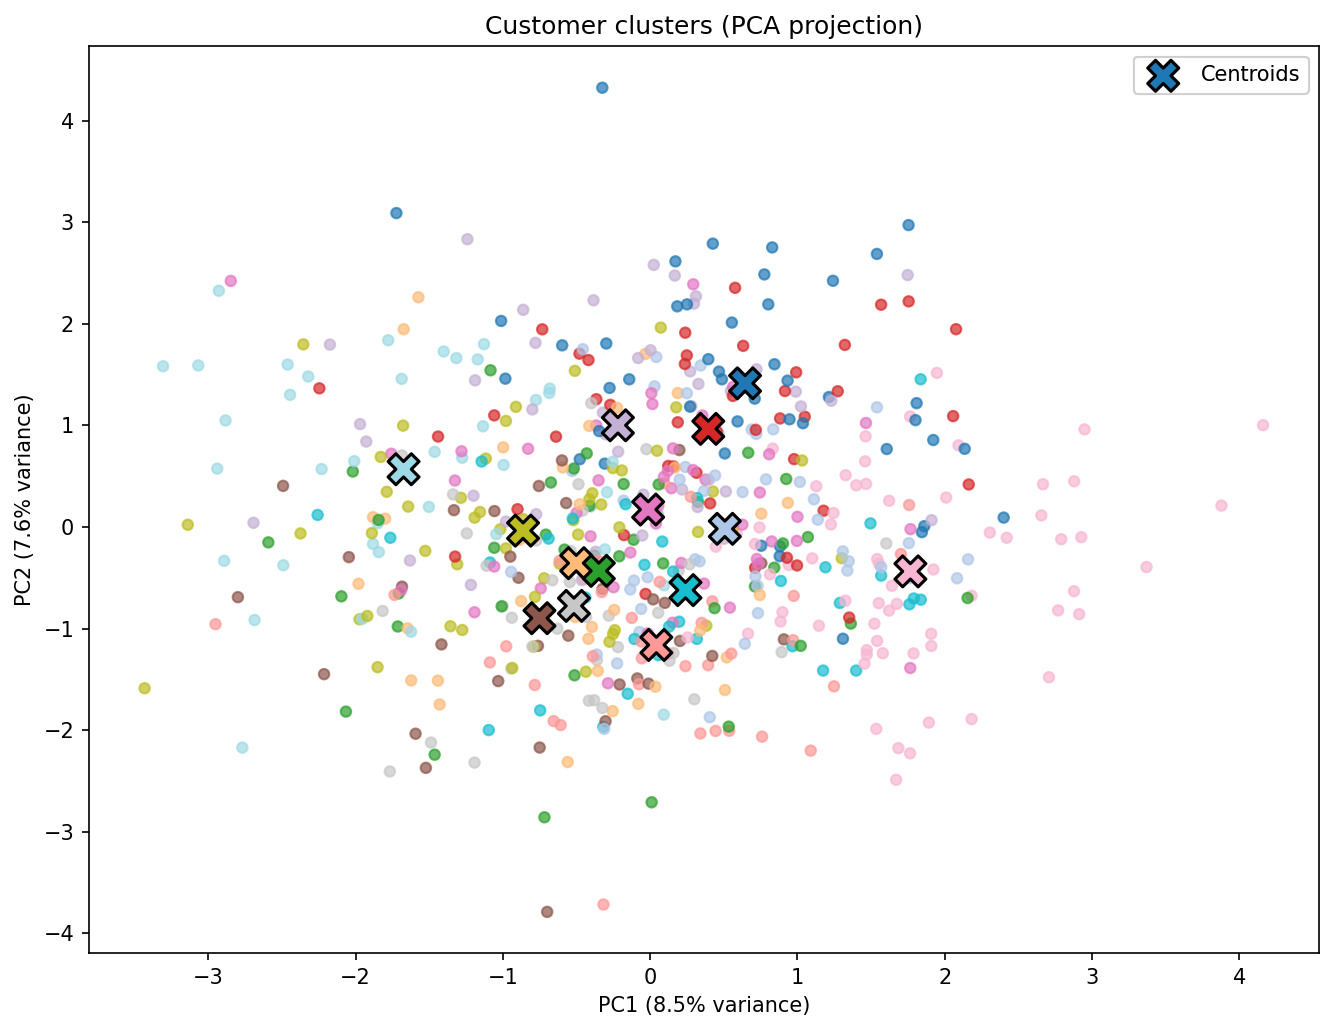 Customer clusters (PCA projection)
Centroids
4
3
2
1
0
−1
−2
−3
−4
PC2 (7.6% variance)
−3 −2 −1 0 1 2 3 4
PC1 (8.5% variance)